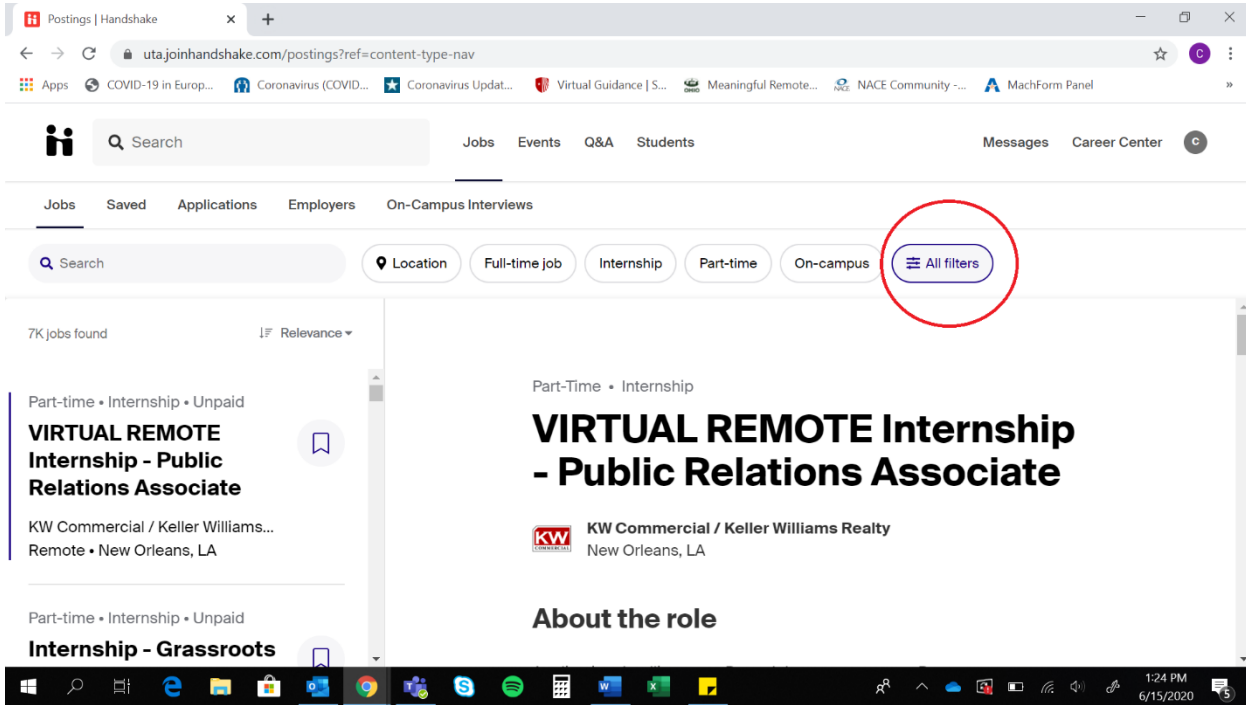 Postings | Handshake
uta.joinhandshake.com/postings?ref=content-type-nav
C
Apps COVID-19 in Europ... Coronavirus (COVID... Coronavirus Updat... Virtual Guidance | S... Meaningful Remote... NACE Community -... MachForm Panel »
Search Jobs Events Q&A Students Messages Career Center C
Jobs Saved Applications Employers On-Campus Interviews
Search Location Full-time job Internship Part-time On-campus All filters
7K jobs found Relevance
Part-time • Internship • Unpaid
VIRTUAL REMOTE
Internship - Public
Relations Associate
KW Commercial / Keller Williams...
Remote • New Orleans, LA
Part-time • Internship • Unpaid
Internship - Grassroots
Part-Time • Internship
VIRTUAL REMOTE Internship
- Public Relations Associate
KW
COMMERCIAL
KW Commercial / Keller Williams Realty
New Orleans, LA
About the role
1:24 PM
6/15/2020
5